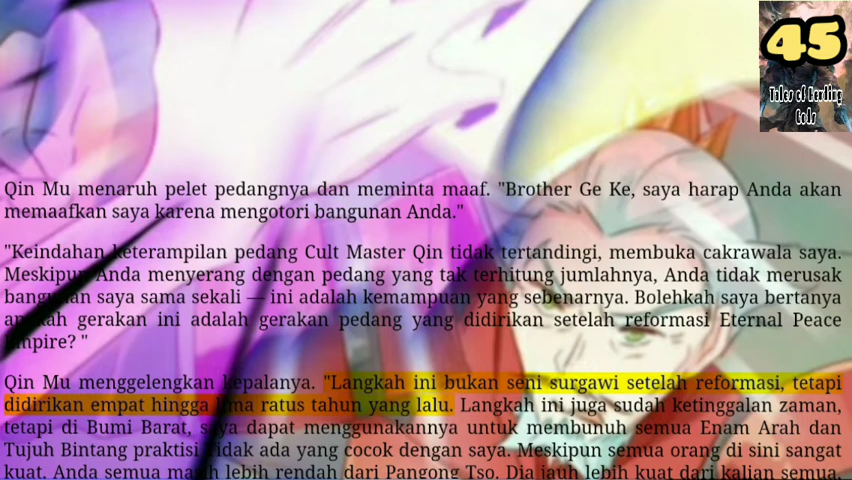 45
Tales of Herding
Gods
Qin Mu menaruh pelet pedangnya dan meminta maaf. "Brother Ge Ke, saya harap Anda akan
memaafkan saya karena mengotori bangunan Anda."
"Keindahan keterampilan pedang Cult Master Qin tidak tertandingi, membuka cakrawala saya.
Meskipun Anda menyerang dengan pedang yang tak terhitung jumlahnya, Anda tidak merusak
bangunan saya sama sekali — ini adalah kemampuan yang sebenarnya. Bolehkah saya bertanya
apakah gerakan ini adalah gerakan pedang yang didirikan setelah reformasi Eternal Peace
Empire? "
Qin Mu menggelengkan kepalanya. "Langkah ini bukan seni surgawi setelah reformasi, tetapi
didirikan empat hingga lima ratus tahun yang lalu. Langkah ini juga sudah ketinggalan zaman,
tetapi di Bumi Barat, saya dapat menggunakannya untuk membunuh semua Enam Arah dan
Tujuh Bintang praktisi tidak ada yang cocok dengan saya. Meskipun semua orang di sini sangat
kuat, Anda semua masih lebih rendah dari Pangong Tso. Dia jauh lebih kuat dari kalian semua,